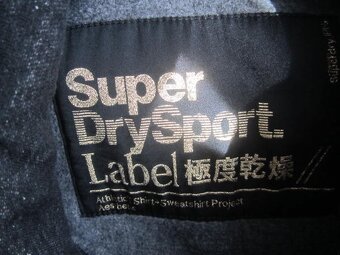 Super
DrySport.
Label 極度乾燥 //
Athletic Shirt+Sweatshirt Project